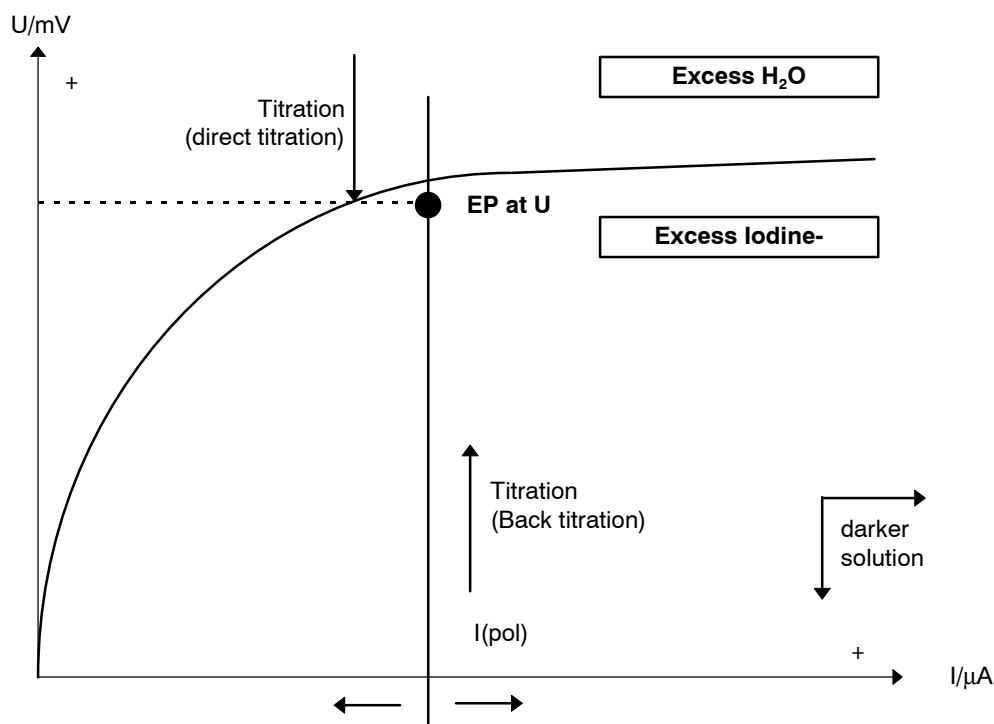 U/mV
+
Excess H₂O
Titration
(direct titration)
EP at U
Excess Iodine-
Titration
(Back titration)
darker
solution
I(pol)
+
I/μA